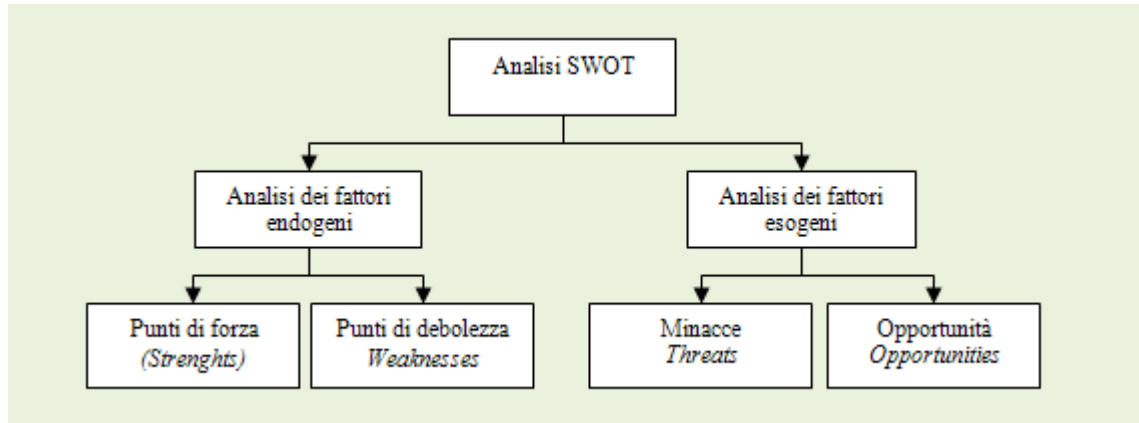 Analisi SWOT
Analisi dei fattori
endogeni
Analisi dei fattori
esogeni
Punti di forza
(Strenghts)
Punti di debolezza
Weaknesses
Minacce
Threats
Opportunità
Opportunities